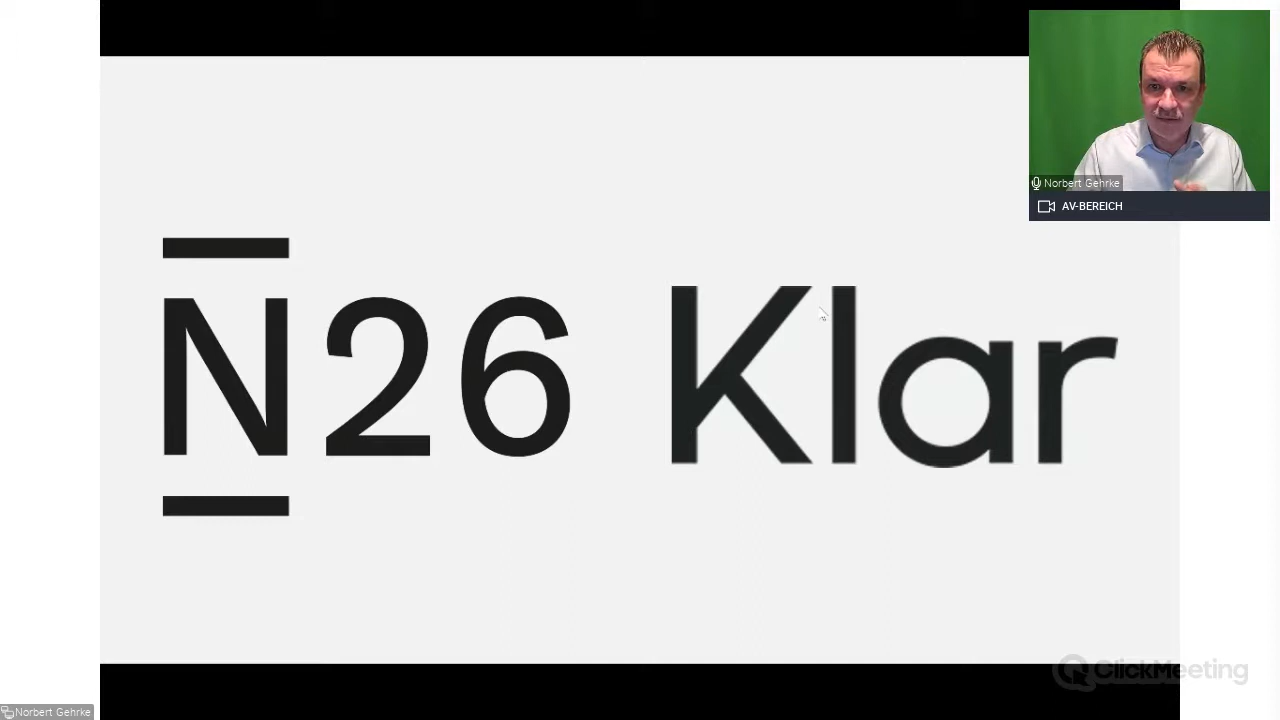 N26 Klar
Norbert Gehrke
AV-BEREICH
ClickMeeting
Norbert Gehrke